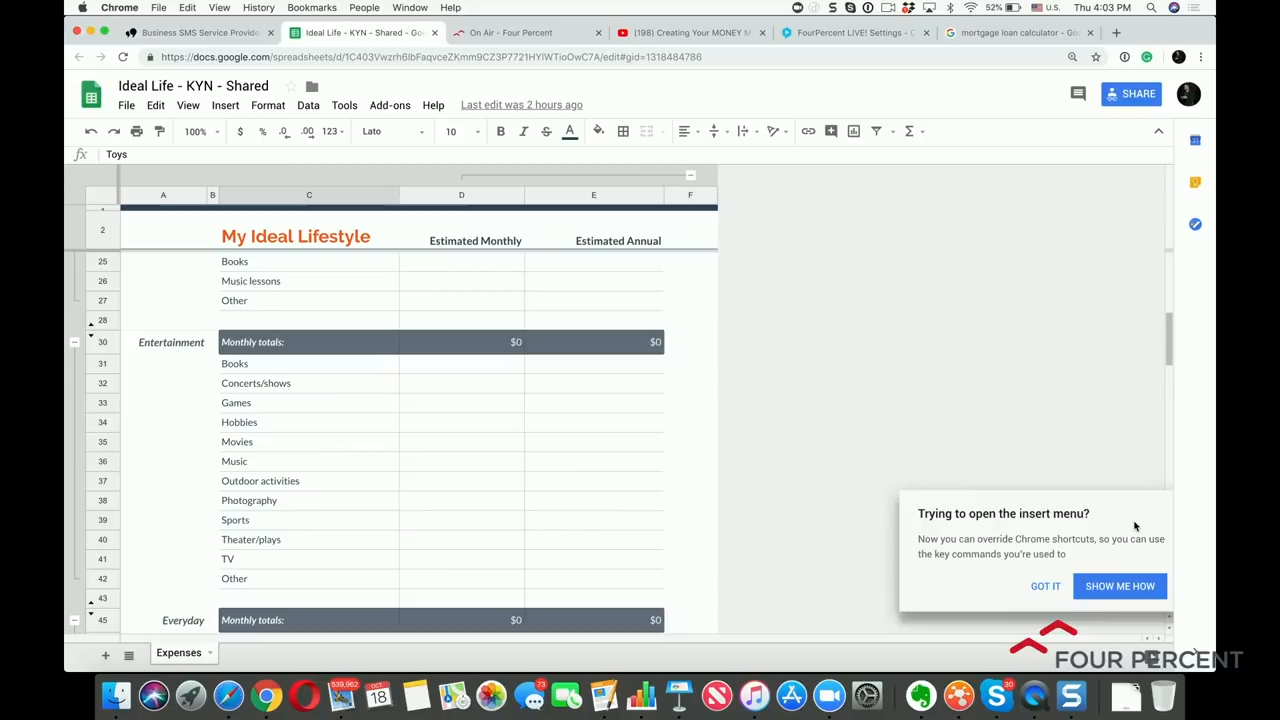 Chrome File Edit View History Bookmarks People Window Help 52% U.S. Thu 4:03 PM
Business SMS Service Provide Ideal Life - KYN - Shared - Go On Air - Four Percent (198) Creating Your MONEY M FourPercent LIVE! Settings - C mortgage loan calculator - Go
https://docs.google.com/spreadsheets/d/1C403Vwzrh6lbFaqvceZKmm9CZ3P7721HYlWTioOwC7A/edit#gid=1318484786
Ideal Life - KYN - Shared
SHARE
File Edit View Insert Format Data Tools Add-ons Help Last edit was 2 hours ago
100% $ % .0 .00 123 Lato 10 B I S A
fx Toys
A B C D E F
2 My Ideal Lifestyle Estimated Monthly Estimated Annual
25 Books
26 Music lessons
27 Other
28
30 Entertainment Monthly totals: $0 $0
31 Books
32 Concerts/shows
33 Games
34 Hobbies
35 Movies
36 Music
37 Outdoor activities
38 Photography
39 Sports
40 Theater/plays
41 TV
42 Other
43
45 Everyday Monthly totals: $0 $0
Trying to open the insert menu?
Now you can override Chrome shortcuts, so you can use
the key commands you're used to
GOT IT SHOW ME HOW
Expenses
FOUR PERCENT
539,962 OCT 18 73 30